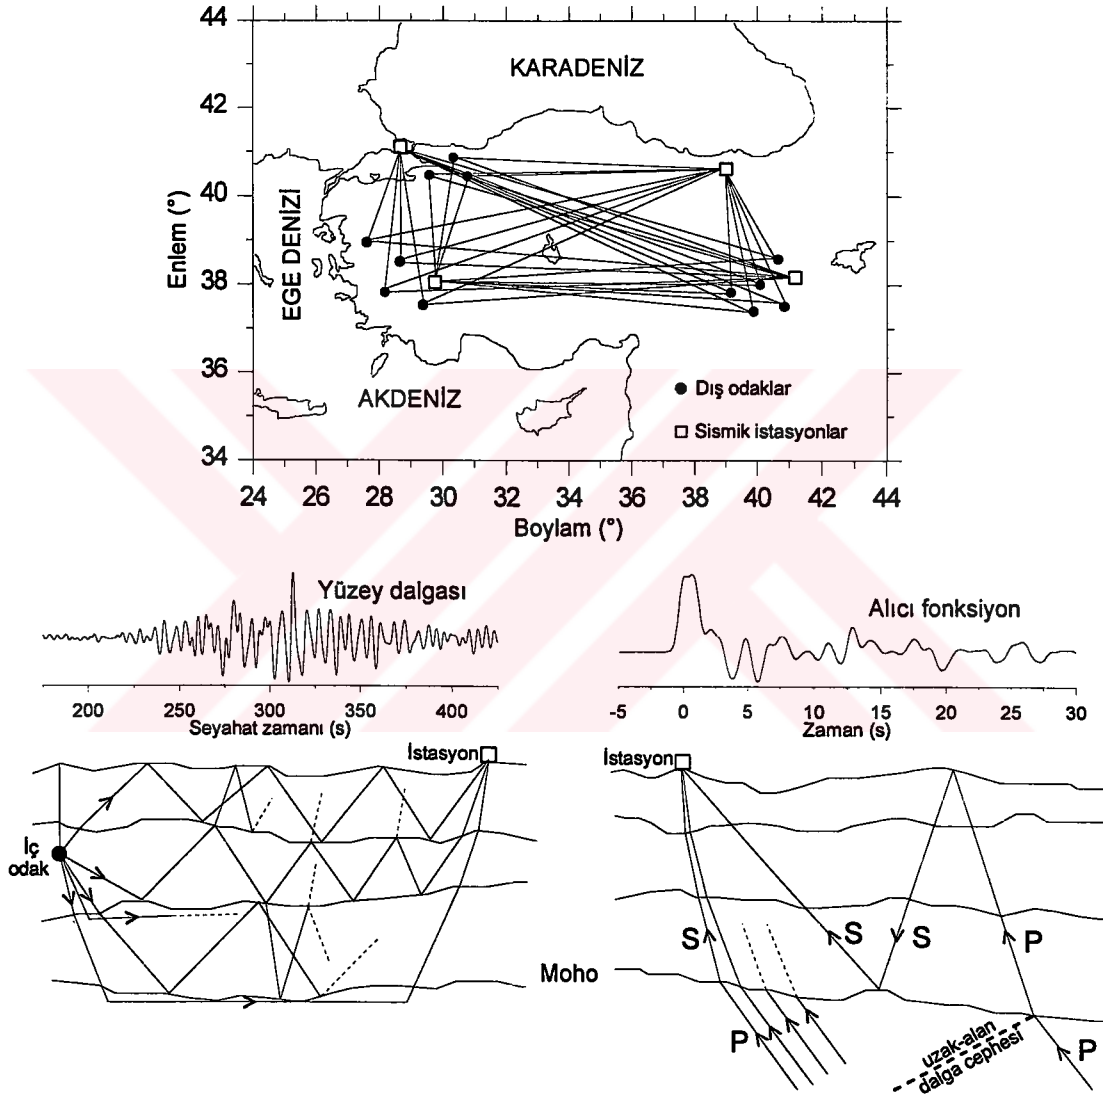 44
42
40
38
36
34
Enlem (°)
KARADENİZ
EGE DENİZİ
AKDENİZ
Dış odaklar
Sismik istasyonlar
24 26 28 30 32 34 36 38 40 42 44
Boylam (°)
Yüzey dalgası
200 250 300 350 400
Seyahat zamanı (s)
Alıcı fonksiyon
-5 0 5 10 15 20 25 30
Zaman (s)
İstasyon
İç
odak
Moho
İstasyon
S
S
S
P
P
uzak-alan
dalga cephesi
P